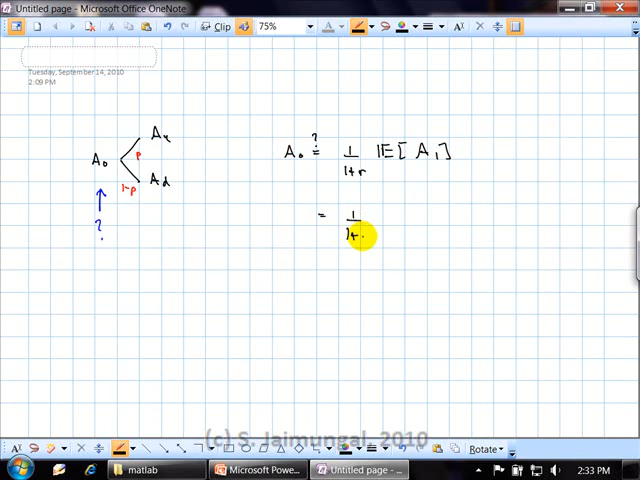 Untitled page - Microsoft Office OneNote
Clip
75%
Tuesday, September 14, 2010
2:09 PM
A₀
Aᵤ
p
A_d
1-p
?
A₀ ?= 1/(1+r) 𝔼[A₁]
= 1/(1+
(c) S. Jaimungal, 2010
Rotate
matlab
Microsoft Powe...
Untitled page - ...
2:33 PM